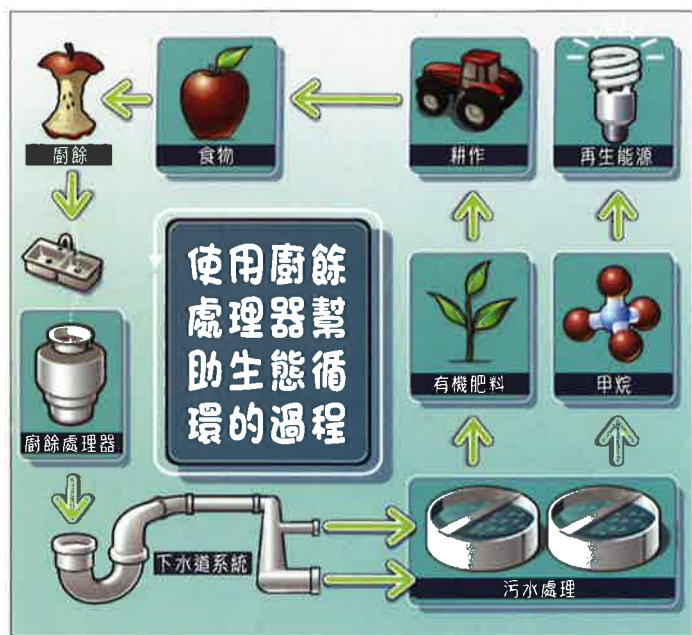 廚餘
食物
耕作
再生能源
使用廚餘
處理器幫
助生態循
環的過程
有機肥料
甲烷
廚餘處理器
下水道系統
污水處理